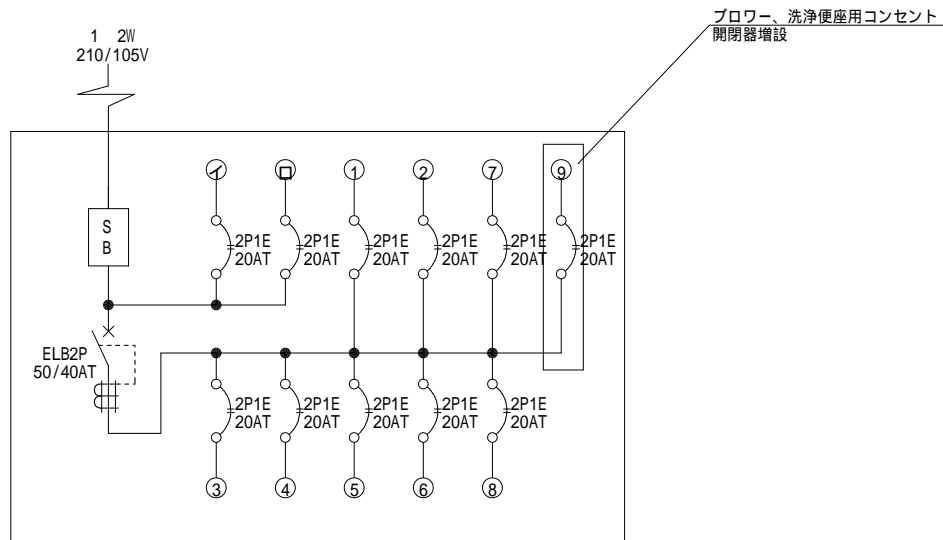 ブロワー、洗浄便座用コンセント
開閉器増設
1 2W
210/105V
イ ロ 1 2 7 9
S
B
2P1E 2P1E 2P1E 2P1E 2P1E 2P1E
20AT 20AT 20AT 20AT 20AT 20AT
ELB2P
50/40AT
2P1E 2P1E 2P1E 2P1E 2P1E
20AT 20AT 20AT 20AT 20AT
3 4 5 6 8